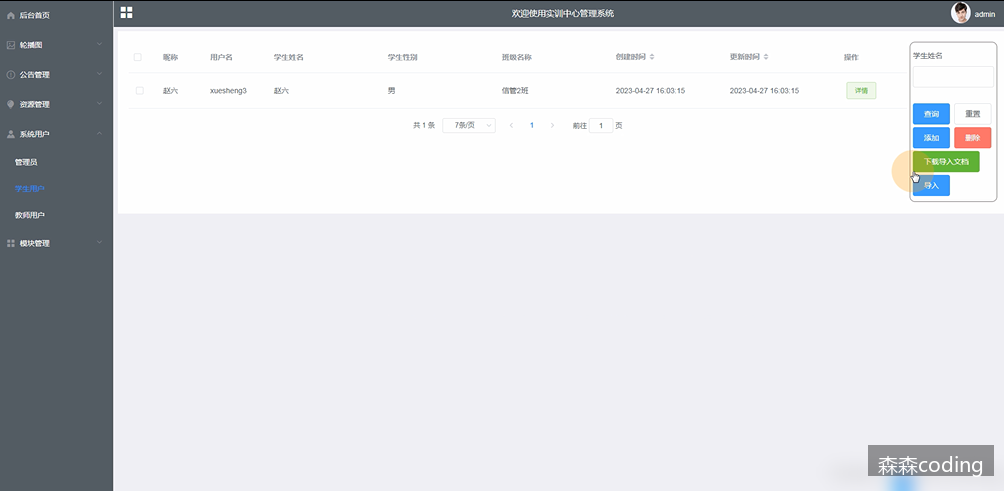 欢迎使用实训中心管理系统
admin
后台首页
轮播图
公告管理
资源管理
系统用户
管理员
学生用户
教师用户
模块管理
昵称 用户名 学生姓名 学生性别 班级名称 创建时间 更新时间 操作
赵六 xuesheng3 赵六 男 信管2班 2023-04-27 16:03:15 2023-04-27 16:03:15 详情
共 1 条 7条/页 1 前往 1 页
学生姓名
查询 重置
添加 删除
下载导入文档
导入
森森coding